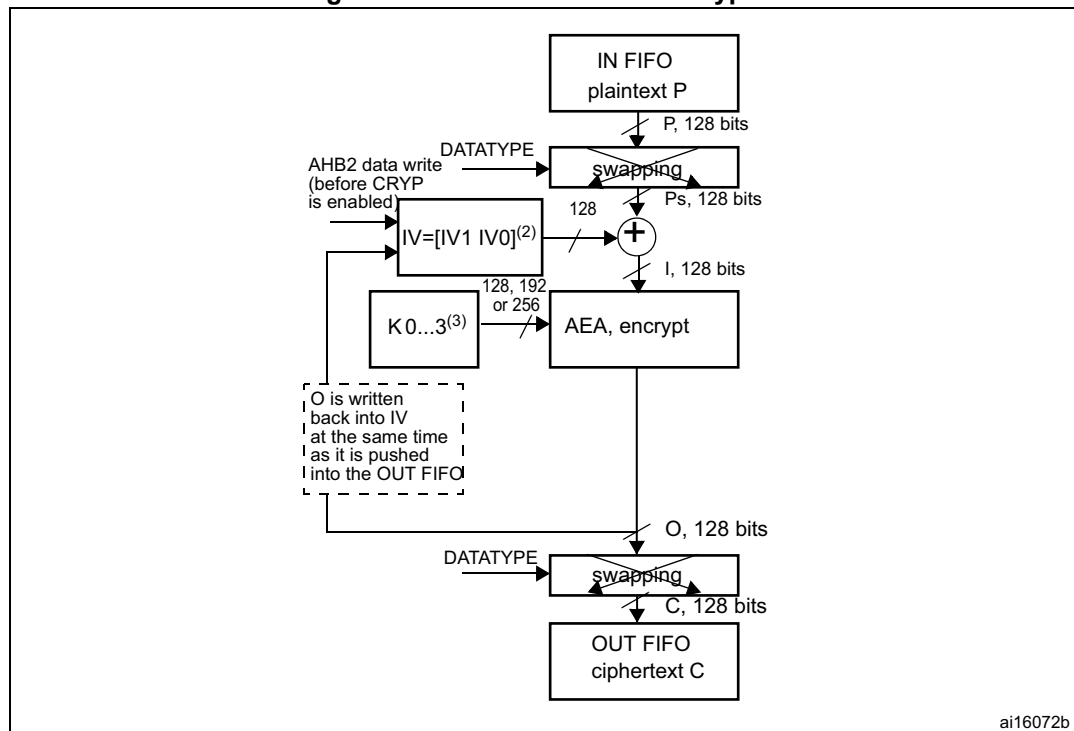 IN FIFO
plaintext P
P, 128 bits
DATATYPE
swapping
AHB2 data write
(before CRYP
is enabled)
Ps, 128 bits
128
IV=[IV1 IV0](2)
+
I, 128 bits
128, 192
or 256
K 0...3(3)
AEA, encrypt
O is written
back into IV
at the same time
as it is pushed
into the OUT FIFO
O, 128 bits
DATATYPE
swapping
C, 128 bits
OUT FIFO
ciphertext C
ai16072b